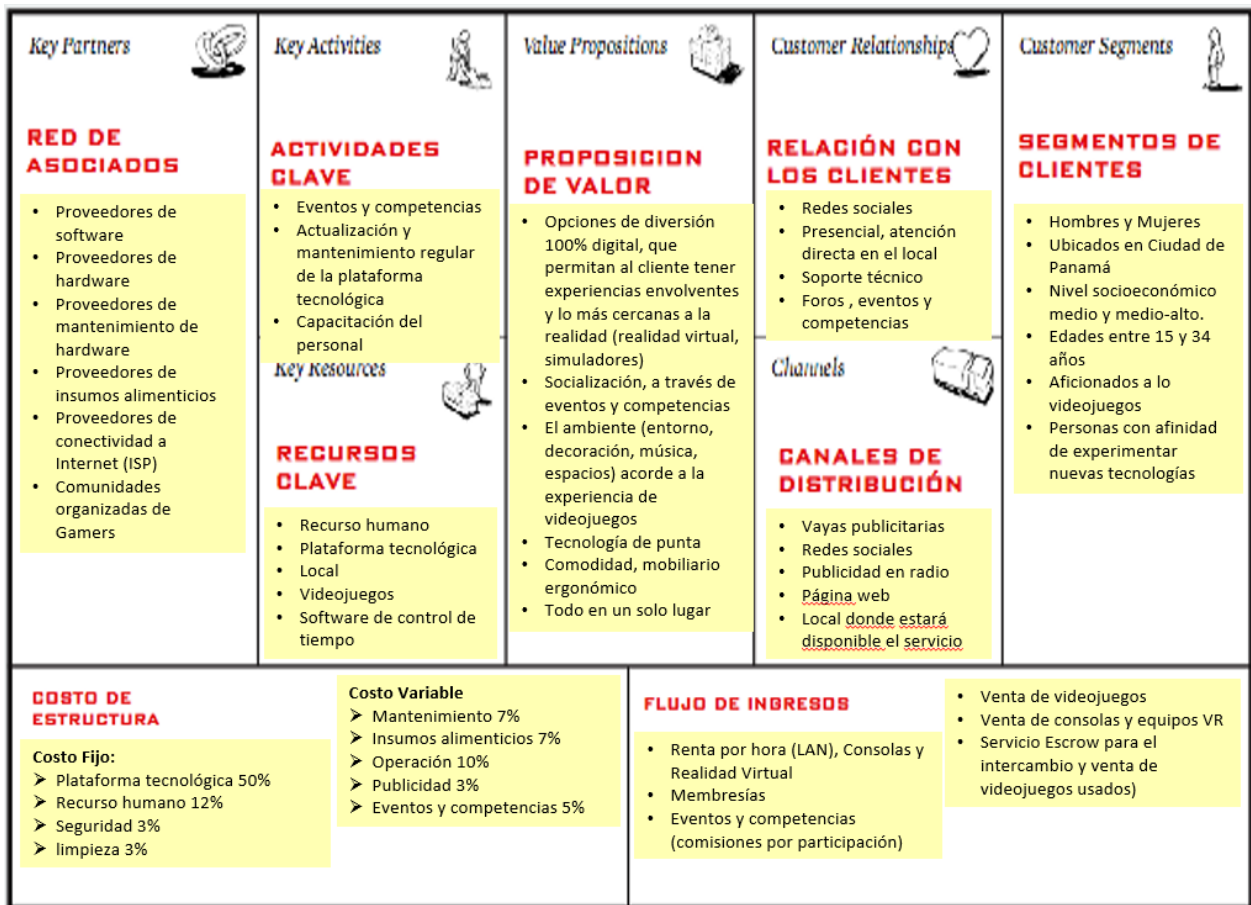 Key Partners
RED DE
ASOCIADOS
• Proveedores de
software
• Proveedores de
hardware
• Proveedores de
mantenimiento de
hardware
• Proveedores de
insumos alimenticios
• Proveedores de
conectividad a
Internet (ISP)
• Comunidades
organizadas de
Gamers
Key Activities
ACTIVIDADES
CLAVE
• Eventos y competencias
• Actualización y
mantenimiento regular
de la plataforma
tecnológica
• Capacitación del
personal
Key Resources
RECURSOS
CLAVE
• Recurso humano
• Plataforma tecnológica
• Local
• Videojuegos
• Software de control de
tiempo
Value Propositions
PROPOSICION
DE VALOR
• Opciones de diversión
100% digital, que
permitan al cliente tener
experiencias envolventes
y lo más cercanas a la
realidad (realidad virtual,
simuladores)
• Socialización, a través de
eventos y competencias
• El ambiente (entorno,
decoración, música,
espacios) acorde a la
experiencia de
videojuegos
• Tecnología de punta
• Comodidad, mobiliario
ergonómico
• Todo en un solo lugar
Customer Relationships
RELACIÓN CON
LOS CLIENTES
• Redes sociales
• Presencial, atención
directa en el local
• Soporte técnico
• Foros , eventos y
competencias
Channels
CANALES DE
DISTRIBUCIÓN
• Vayas publicitarias
• Redes sociales
• Publicidad en radio
• Página web
• Local donde estará
disponible el servicio
Customer Segments
SEGMENTOS DE
CLIENTES
• Hombres y Mujeres
• Ubicados en Ciudad de
Panamá
• Nivel socioeconómico
medio y medio-alto.
• Edades entre 15 y 34
años
• Aficionados a lo
videojuegos
• Personas con afinidad
de experimentar
nuevas tecnologías
COSTO DE
ESTRUCTURA
Costo Fijo:
➢ Plataforma tecnológica 50%
➢ Recurso humano 12%
➢ Seguridad 3%
➢ limpieza 3%
Costo Variable
➢ Mantenimiento 7%
➢ Insumos alimenticios 7%
➢ Operación 10%
➢ Publicidad 3%
➢ Eventos y competencias 5%
FLUJO DE INGRESOS
• Renta por hora (LAN), Consolas y
Realidad Virtual
• Membresías
• Eventos y competencias
(comisiones por participación)
• Venta de videojuegos
• Venta de consolas y equipos VR
• Servicio Escrow para el
intercambio y venta de
videojuegos usados)